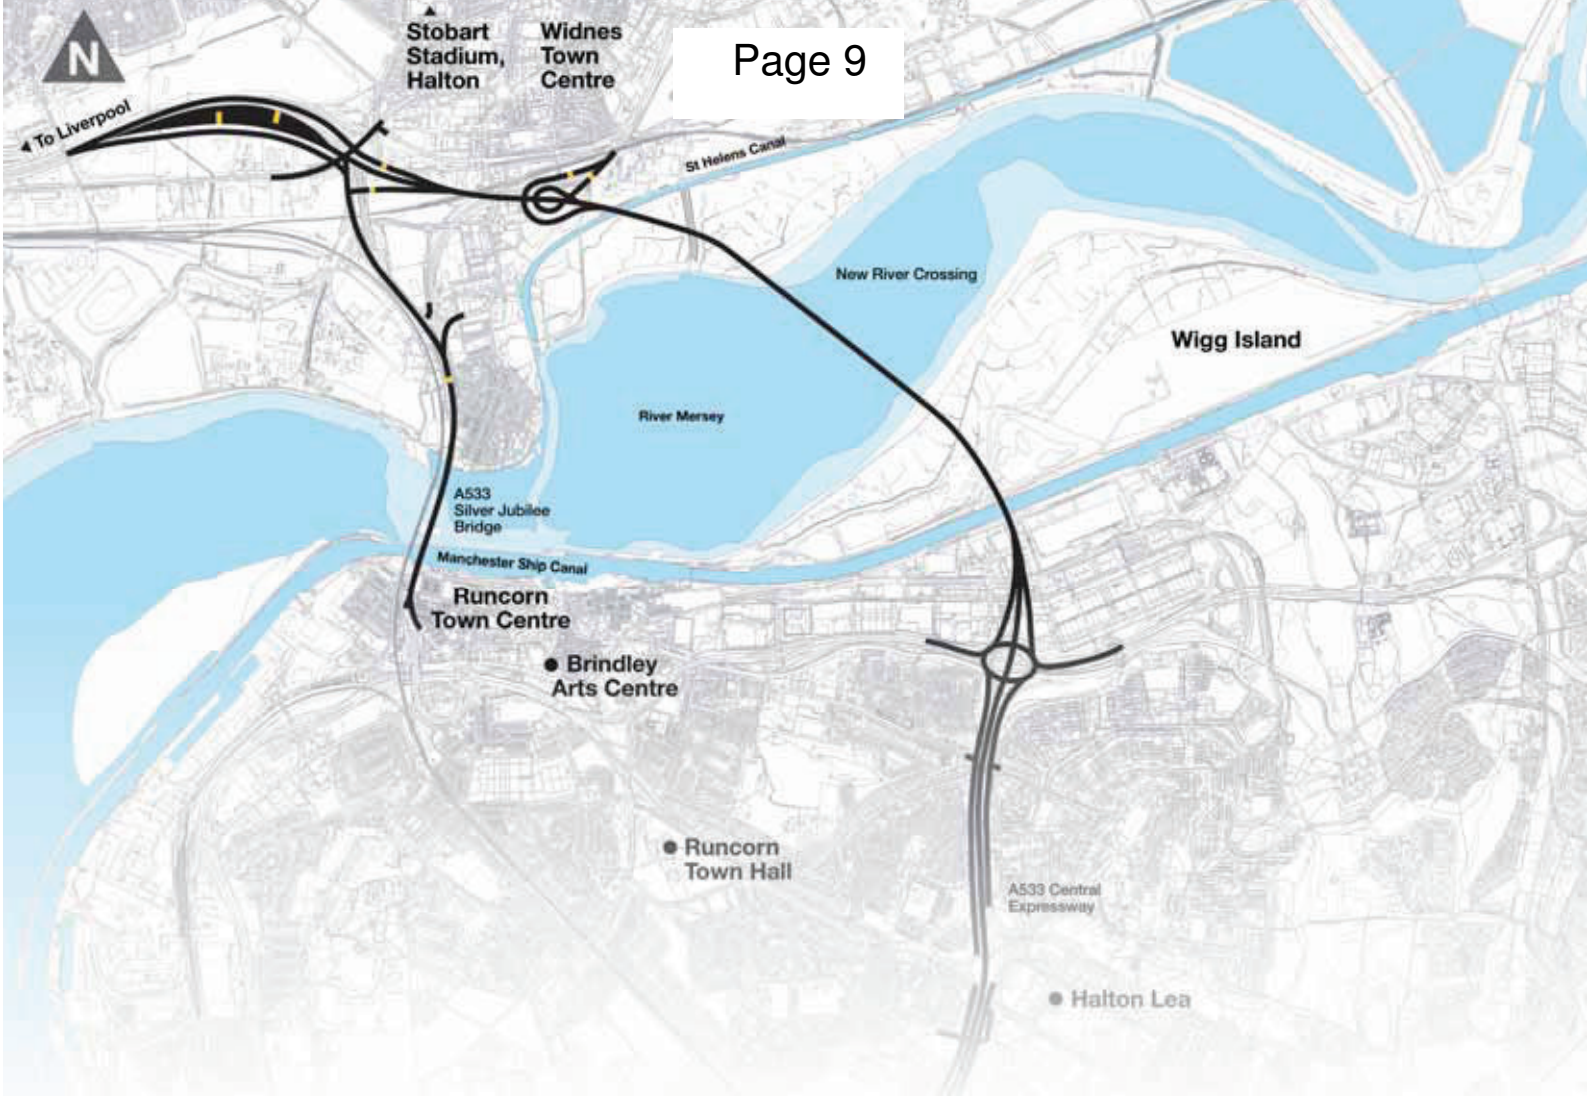 N
Stobart
Stadium,
Halton
Widnes
Town
Centre
Page 9
To Liverpool
St Helens Canal
New River Crossing
Wigg Island
River Mersey
A533
Silver Jubilee
Bridge
Manchester Ship Canal
Runcorn
Town Centre
Brindley
Arts Centre
Runcorn
Town Hall
A533 Central
Expressway
Halton Lea